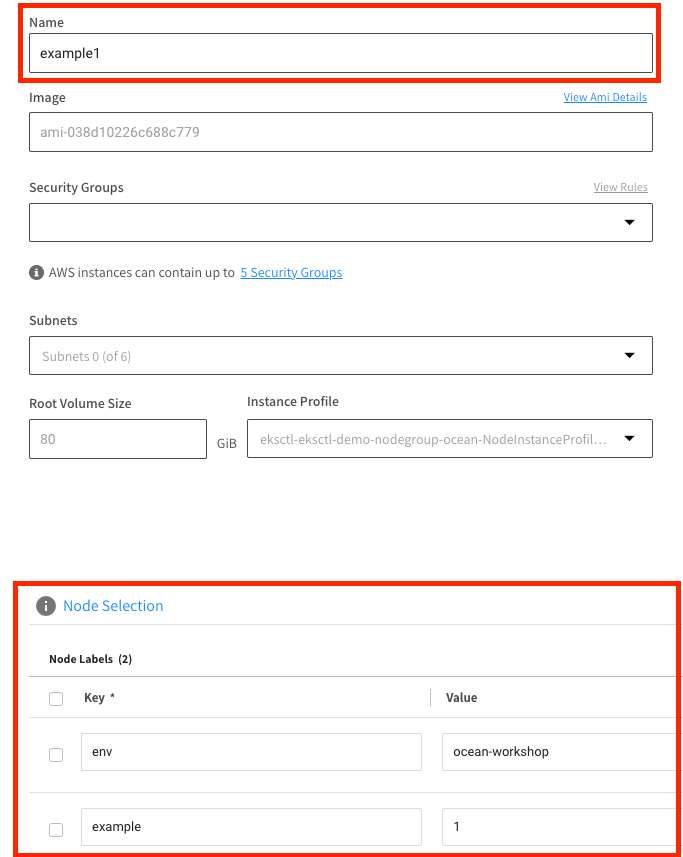 Name
example1
Image View Ami Details
ami-038d10226c688c779
Security Groups View Rules
AWS instances can contain up to 5 Security Groups
Subnets
Subnets 0 (of 6)
Root Volume Size Instance Profile
80 GiB eksctl-eksctl-demo-nodegroup-ocean-NodeInstanceProfil...
Node Selection
Node Labels (2)
Key * Value
env ocean-workshop
example 1